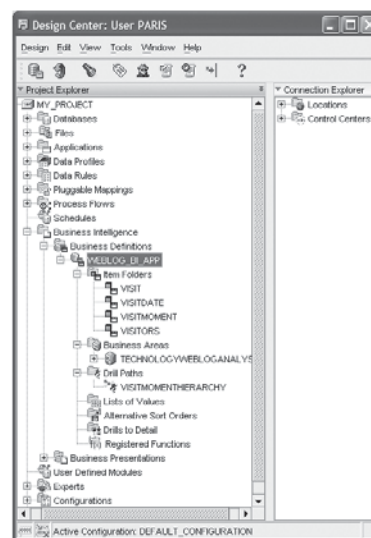 Design Center: User PARIS
Design Edit View Tools Window Help
Project Explorer
MY_PROJECT
Databases
Files
Applications
Data Profiles
Data Rules
Pluggable Mappings
Process Flows
Schedules
Business Intelligence
Business Definitions
WEBLOG_BI_APP
Item Folders
VISIT
VISITDATE
VISITMOMENT
VISITORS
Business Areas
TECHNOLOGYWEBLOGANALYS
Drill Paths
VISITMOMENTHIERARCHY
Lists of Values
Alternative Sort Orders
Drills to Detail
Registered Functions
Business Presentations
User Defined Modules
Experts
Configurations
Connection Explorer
Locations
Control Centers
Active Configuration: DEFAULT_CONFIGURATION